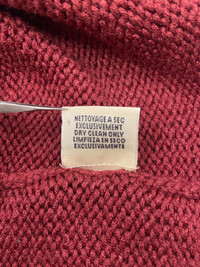 NETTOYAGE A SEC
EXCLUSIVEMENT
DRY CLEAN ONLY
LIMPIEZA EN SECO
EXCLUSIVAMENTE